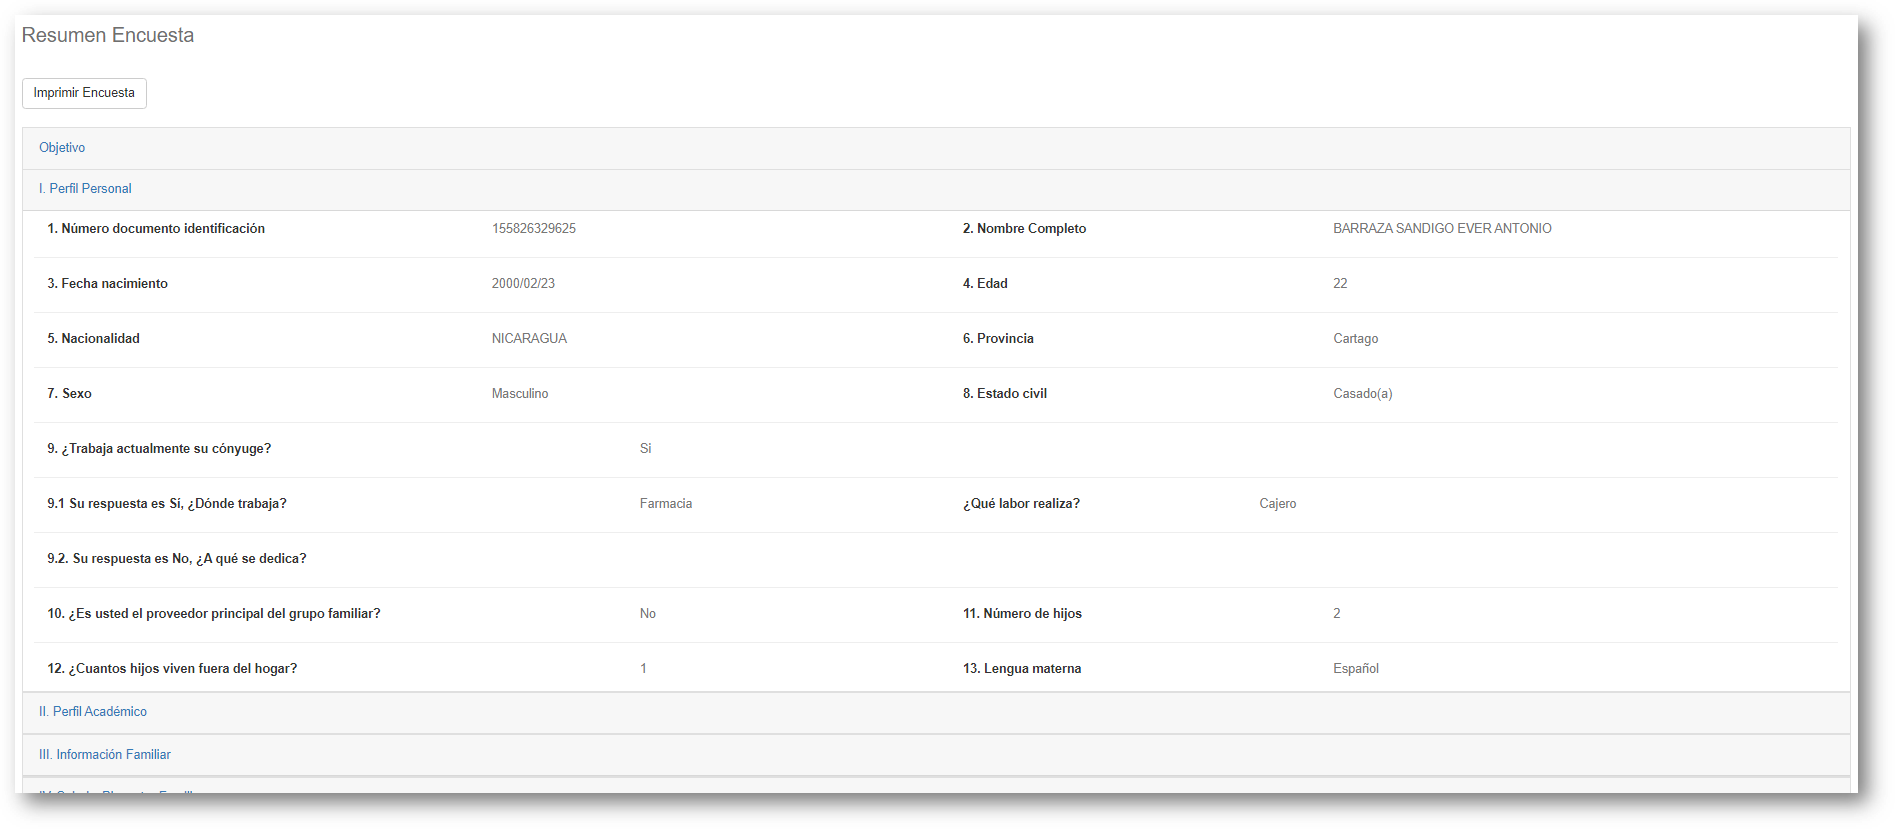 Resumen Encuesta
Imprimir Encuesta
Objetivo
I. Perfil Personal
1. Número documento identificación 155826329625 2. Nombre Completo BARRAZA SANDIGO EVER ANTONIO
3. Fecha nacimiento 2000/02/23 4. Edad 22
5. Nacionalidad NICARAGUA 6. Provincia Cartago
7. Sexo Masculino 8. Estado civil Casado(a)
9. ¿Trabaja actualmente su cónyuge? Si
9.1 Su respuesta es Sí, ¿Dónde trabaja? Farmacia ¿Qué labor realiza? Cajero
9.2. Su respuesta es No, ¿A qué se dedica?
10. ¿Es usted el proveedor principal del grupo familiar? No 11. Número de hijos 2
12. ¿Cuantos hijos viven fuera del hogar? 1 13. Lengua materna Español
II. Perfil Académico
III. Información Familiar